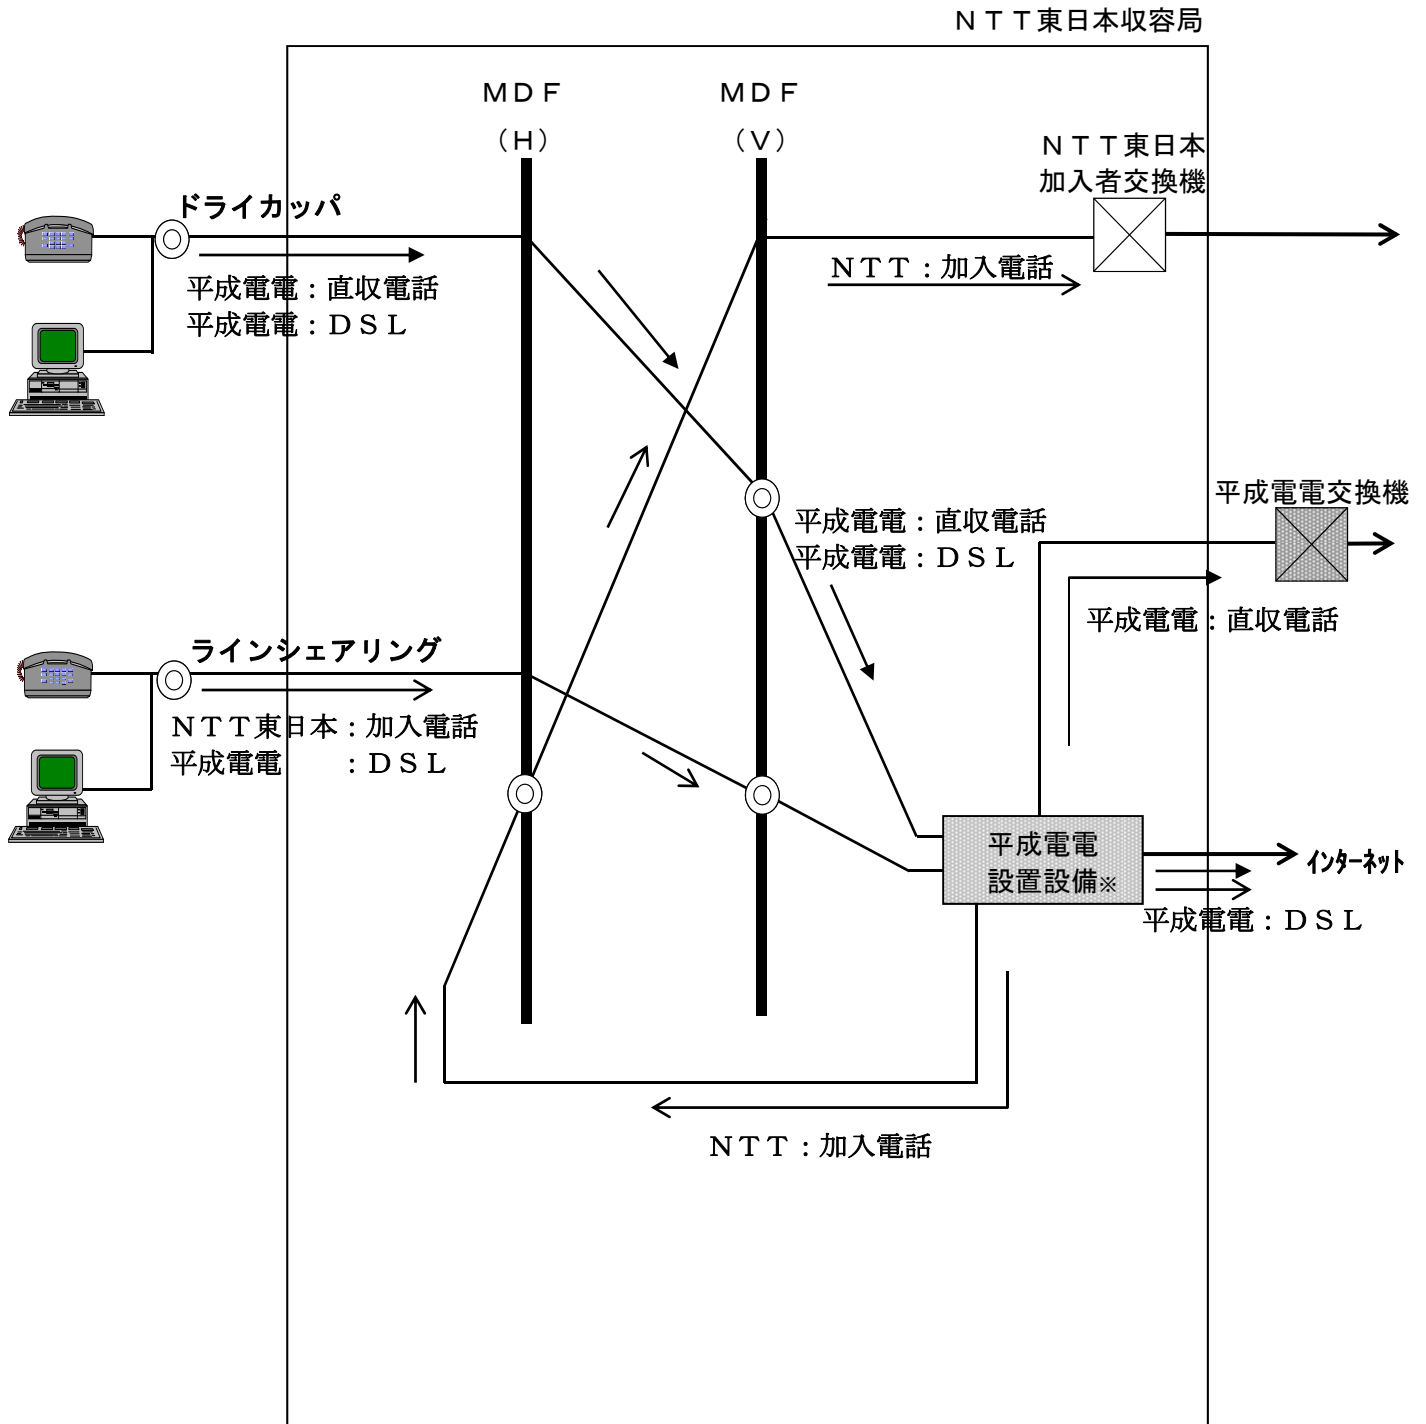 ＮＴＴ東日本収容局
ＭＤＦ
（Ｈ）
ＭＤＦ
（Ｖ）
ＮＴＴ東日本
加入者交換機
ドライカッパ
平成電電：直収電話
平成電電：ＤＳＬ
ＮＴＴ：加入電話
平成電電交換機
平成電電：直収電話
平成電電：ＤＳＬ
平成電電：直収電話
ラインシェアリング
ＮＴＴ東日本：加入電話
平成電電　　：ＤＳＬ
平成電電
設置設備※
インターネット
平成電電：ＤＳＬ
ＮＴＴ：加入電話